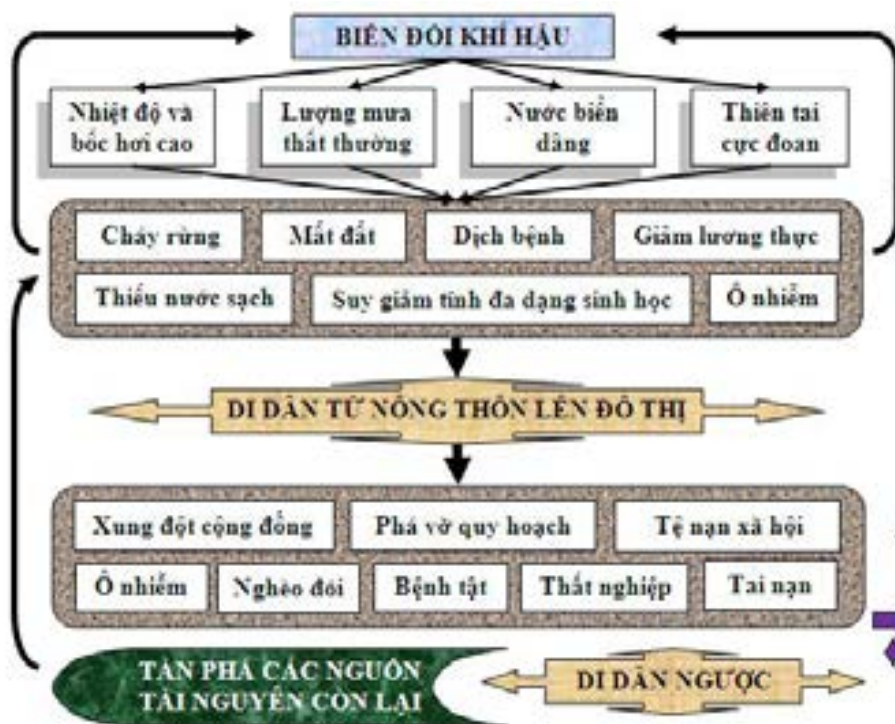 BIẾN ĐỔI KHÍ HẬU
Nhiệt độ và
bốc hơi cao
Lượng mưa
thất thường
Nước biển
dâng
Thiên tai
cực đoan
Cháy rừng
Mất đất
Dịch bệnh
Giảm lương thực
Thiếu nước sạch
Suy giảm tính đa dạng sinh học
Ô nhiễm
DI DÂN TỪ NÔNG THÔN LÊN ĐÔ THỊ
Xung đột cộng đồng
Phá vỡ quy hoạch
Tệ nạn xã hội
Ô nhiễm
Nghèo đói
Bệnh tật
Thất nghiệp
Tai nạn
TÀN PHÁ CÁC NGUỒN
TÀI NGUYÊN CÒN LẠI
DI DÂN NGƯỢC